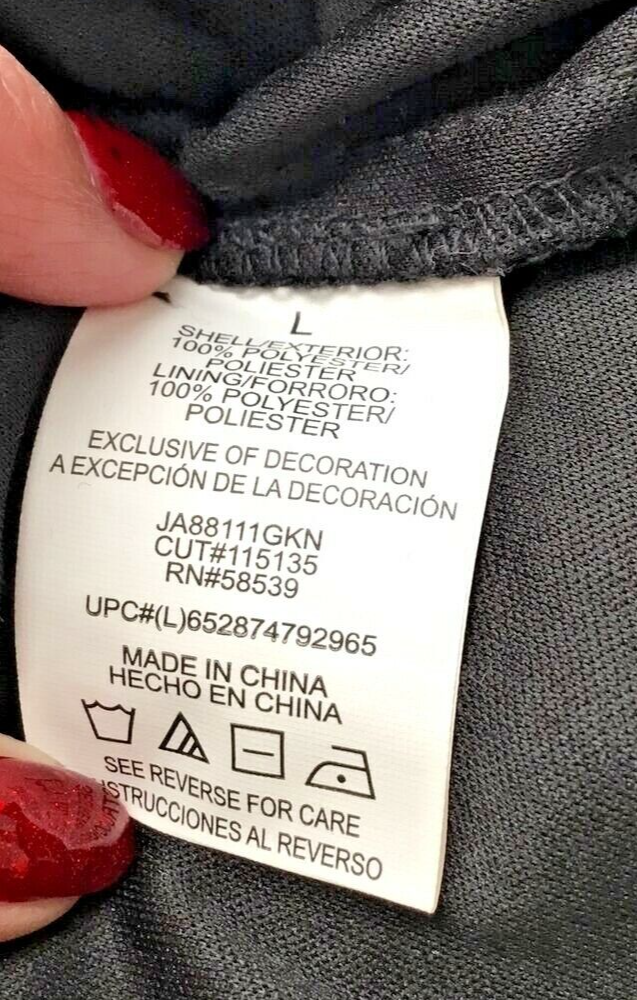 L
SHELL/EXTERIOR:
100% POLYESTER/
POLIESTER
LINING/FORRORO:
100% POLYESTER/
POLIESTER
EXCLUSIVE OF DECORATION
A EXCEPCIÓN DE LA DECORACIÓN
JA88111GKN
CUT#115135
RN#58539
UPC#(L)652874792965
MADE IN CHINA
HECHO EN CHINA
SEE REVERSE FOR CARE
STRUCCIONES AL REVERSO